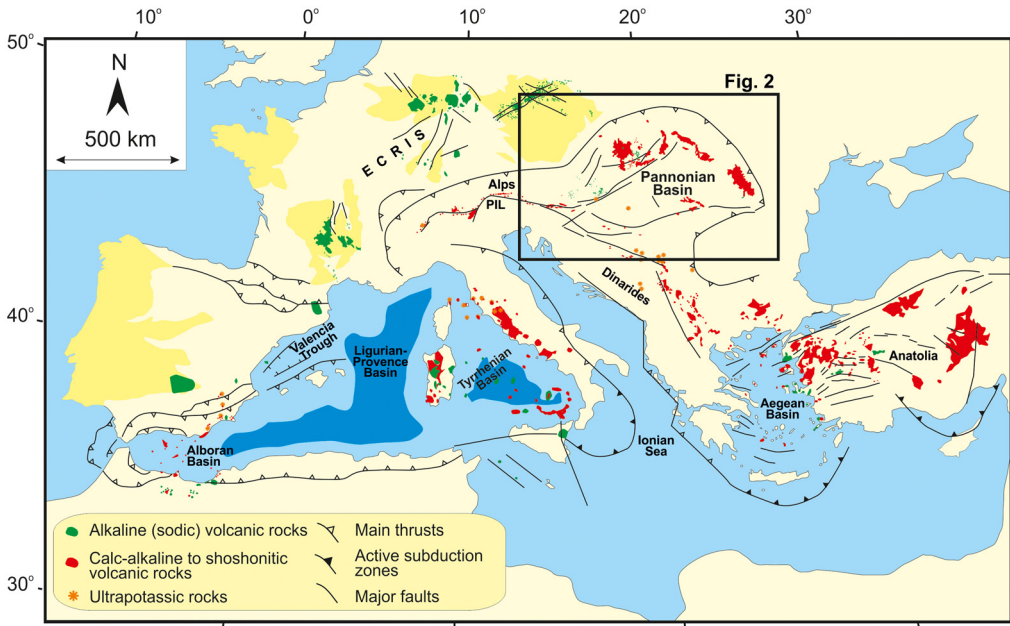 10°
0°
10°
20°
30°
50°
N
500 km
Fig. 2
ECRIS
Alps
PIL
Pannonian
Basin
Dinarides
40°
Valencia
Trough
Ligurian-
Provence
Basin
Tyrrhenian
Basin
Anatolia
Aegean
Basin
Ionian
Sea
Alboran
Basin
30°
Alkaline (sodic) volcanic rocks
Calc-alkaline to shoshonitic
volcanic rocks
Ultrapotassic rocks
Main thrusts
Active subduction
zones
Major faults